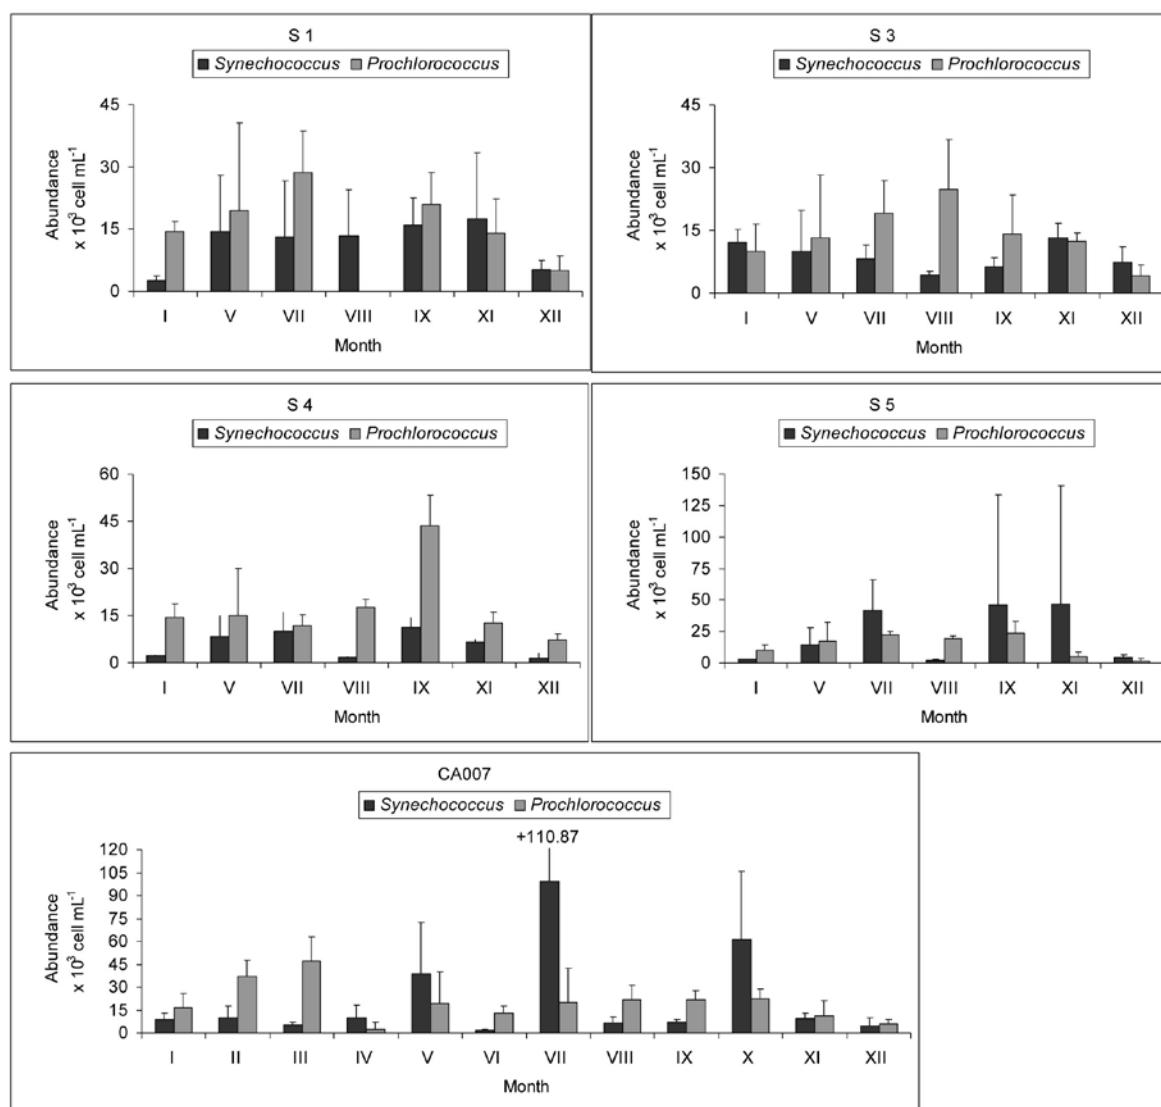 S 1
Synechococcus Prochlorococcus
Abundance
x 10³ cell mL⁻¹
45
30
15
0
I V VII VIII IX XI XII
Month
S 3
Synechococcus Prochlorococcus
Abundance
x 10³ cell mL⁻¹
45
30
15
0
I V VII VIII IX XI XII
Month
S 4
Synechococcus Prochlorococcus
Abundance
x 10³ cell mL⁻¹
60
45
30
15
0
I V VII VIII IX XI XII
Month
S 5
Synechococcus Prochlorococcus
Abundance
x 10³ cell mL⁻¹
150
125
100
75
50
25
0
I V VII VIII IX XI XII
Month
CA007
Synechococcus Prochlorococcus
+110.87
Abundance
x 10³ cell mL⁻¹
120
105
90
75
60
45
30
15
0
I II III IV V VI VII VIII IX X XI XII
Month